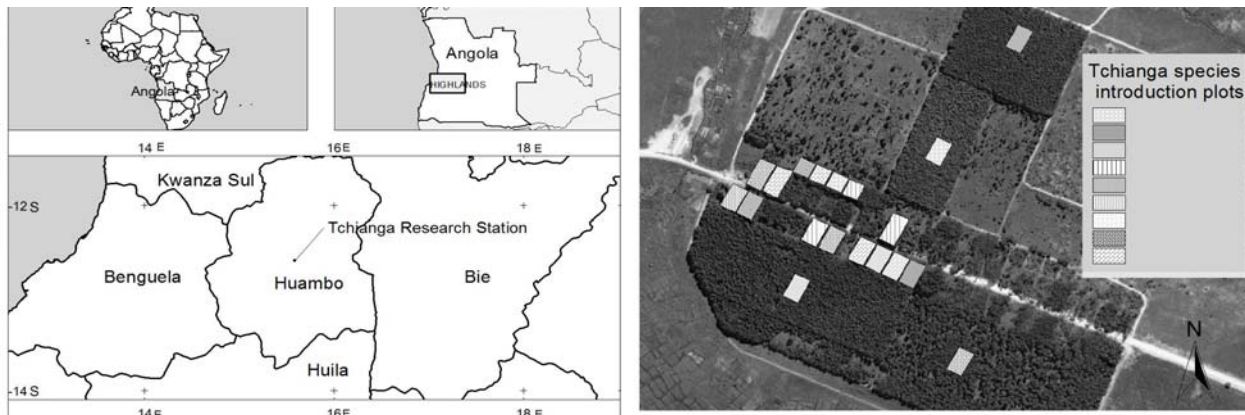 Angola
Angola
HIGHLANDS
14 E
16 E
18 E
12 S
Kwanza Sul
Tchianga Research Station
Benguela
Huambo
Bie
Huila
14 S
14 E
16 E
18 E
Tchianga species
introduction plots
N